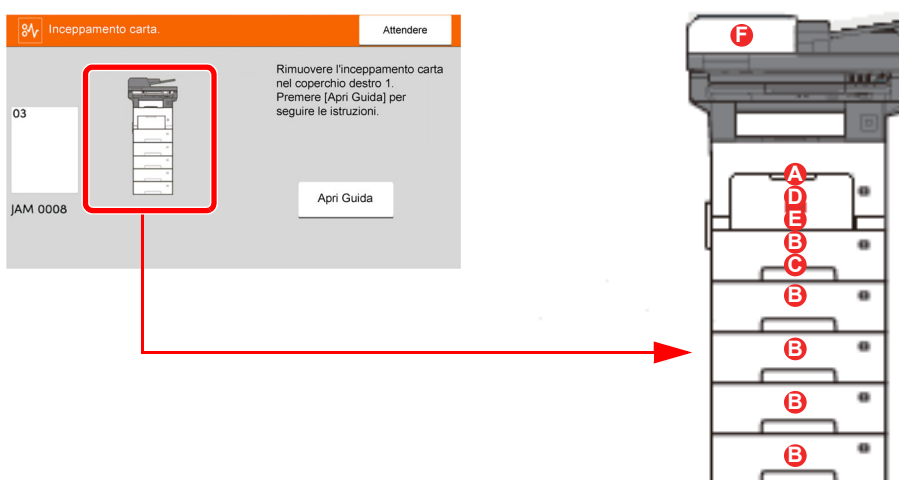 Inceppamento carta.
Attendere
Rimuovere l'inceppamento carta
nel coperchio destro 1.
Premere [Apri Guida] per
seguire le istruzioni.
03
Apri Guida
JAM 0008
F
A
D
E
B
C
B
B
B
B